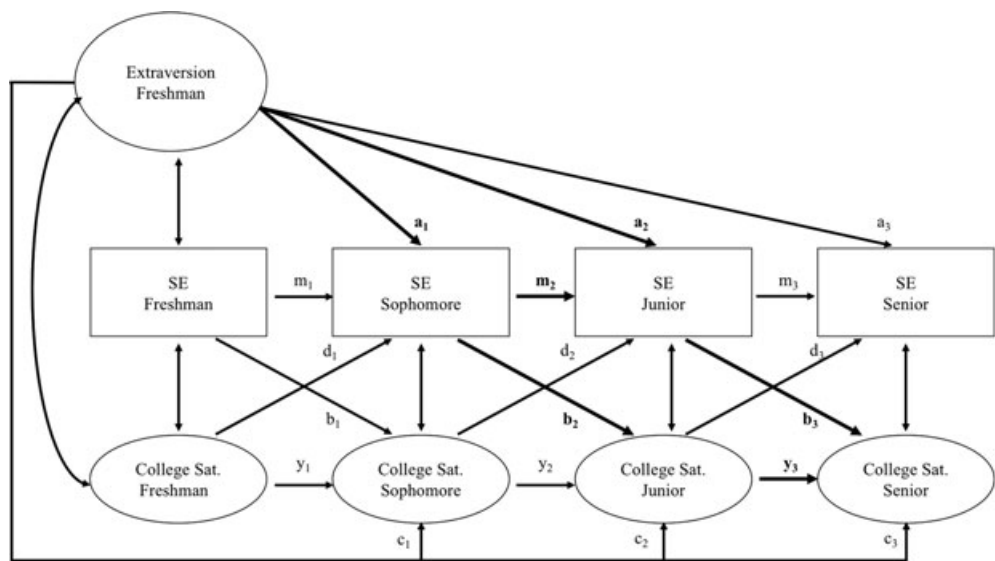 Extraversion
Freshman
a₁
a₂
a₃
SE
Freshman
m₁
SE
Sophomore
m₂
SE
Junior
m₃
SE
Senior
d₁
d₂
d₃
b₁
b₂
b₃
College Sat.
Freshman
y₁
College Sat.
Sophomore
y₂
College Sat.
Junior
y₃
College Sat.
Senior
c₁
c₂
c₃